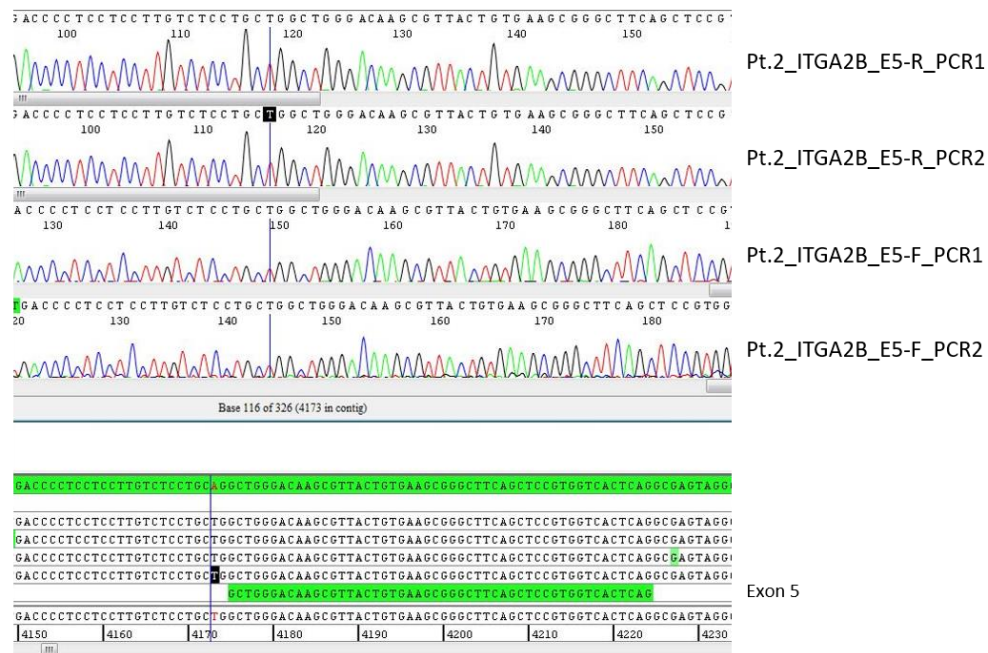 GACCCCTCCTCCTTGTCTCCTGCTGGCTGGGACAAGCGTTACTGTGAAGCGGGCTTCAGCTCCG
100 110 120 130 140 150
Pt.2_ITGA2B_E5-R_PCR1
GACCCCTCCTCCTTGTCTCCTGCTGGCTGGGACAAGCGTTACTGTGAAGCGGGCTTCAGCTCCG
100 110 120 130 140 150
Pt.2_ITGA2B_E5-R_PCR2
ACCCCTCCTCCTTGTCTCCTGCTGGCTGGGACAAGCGTTACTGTGAAGCGGGCTTCAGCTCCG
130 140 150 160 170 180
Pt.2_ITGA2B_E5-F_PCR1
TGACCCCTCCTCCTTGTCTCCTGCTGGCTGGGACAAGCGTTACTGTGAAGCGGGCTTCAGCTCCGTGG
20 130 140 150 160 170 180
Pt.2_ITGA2B_E5-F_PCR2
Base 116 of 326 (4173 in contig)
GACCCCTCCTCCTTGTCTCCTGCAGGCTGGGACAAGCGTTACTGTGAAGCGGGCTTCAGCTCCGTGGTCACTCAGGCGAGTAGG
GACCCCTCCTCCTTGTCTCCTGCTGGCTGGGACAAGCGTTACTGTGAAGCGGGCTTCAGCTCCGTGGTCACTCAGGCGAGTAGG
GACCCCTCCTCCTTGTCTCCTGCTGGCTGGGACAAGCGTTACTGTGAAGCGGGCTTCAGCTCCGTGGTCACTCAGGCGAGTAGG
GACCCCTCCTCCTTGTCTCCTGCTGGCTGGGACAAGCGTTACTGTGAAGCGGGCTTCAGCTCCGTGGTCACTCAGGCGAGTAGG
GACCCCTCCTCCTTGTCTCCTGCTGGCTGGGACAAGCGTTACTGTGAAGCGGGCTTCAGCTCCGTGGTCACTCAGGCGAGTAGG
GCTGGGACAAGCGTTACTGTGAAGCGGGCTTCAGCTCCGTGGTCACTCAG
Exon 5
GACCCCTCCTCCTTGTCTCCTGCTGGCTGGGACAAGCGTTACTGTGAAGCGGGCTTCAGCTCCGTGGTCACTCAGGCGAGTAGG
4150 4160 4170 4180 4190 4200 4210 4220 4230